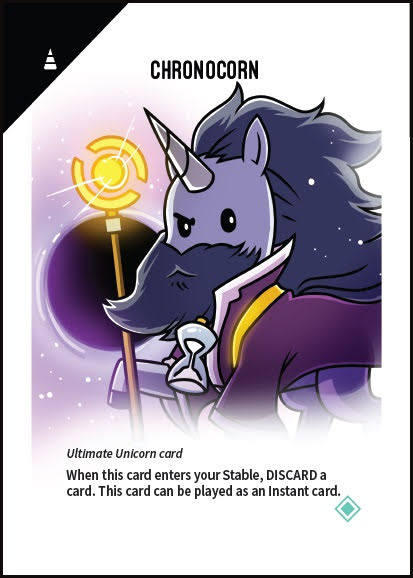 CHRONOCORN
Ultimate Unicorn card
When this card enters your Stable, DISCARD a
card. This card can be played as an Instant card.